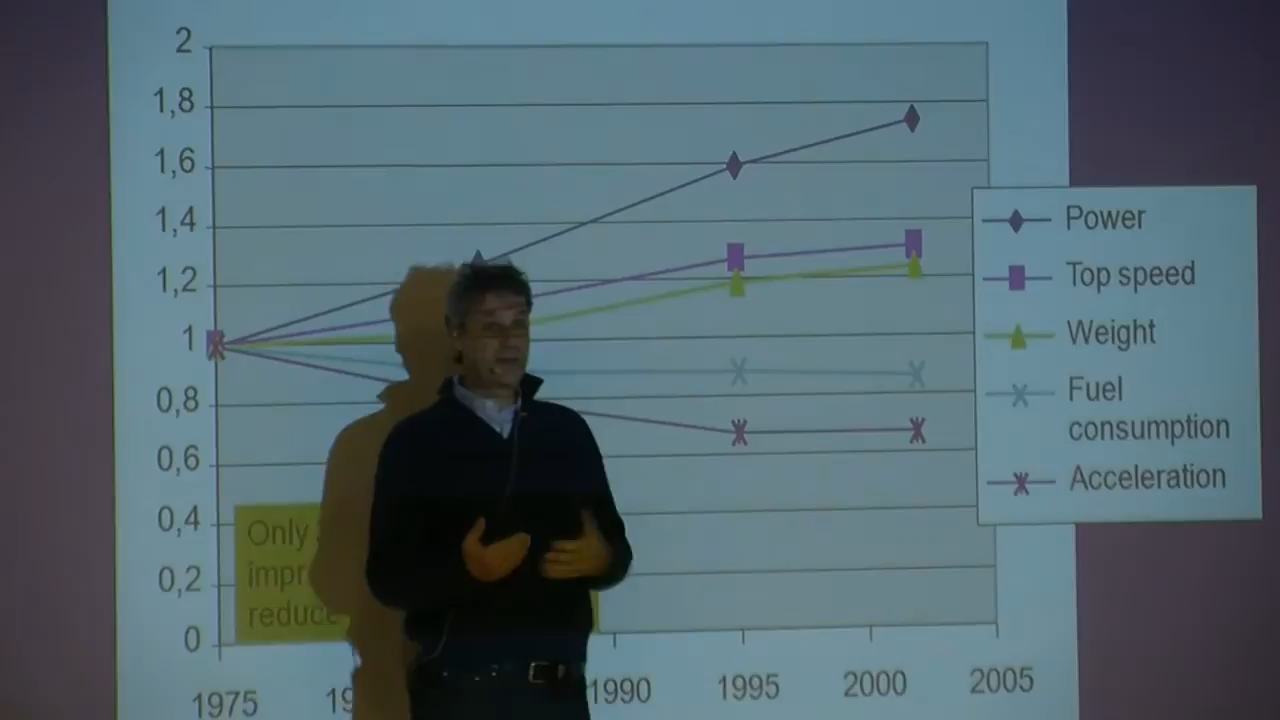 2
1,8
1,6
1,4
1,2
1
0,8
0,6
0,4
0,2
0
Only
reduce
1975
1990
1995
2000
2005
Power
Top speed
Weight
Fuel
consumption
Acceleration